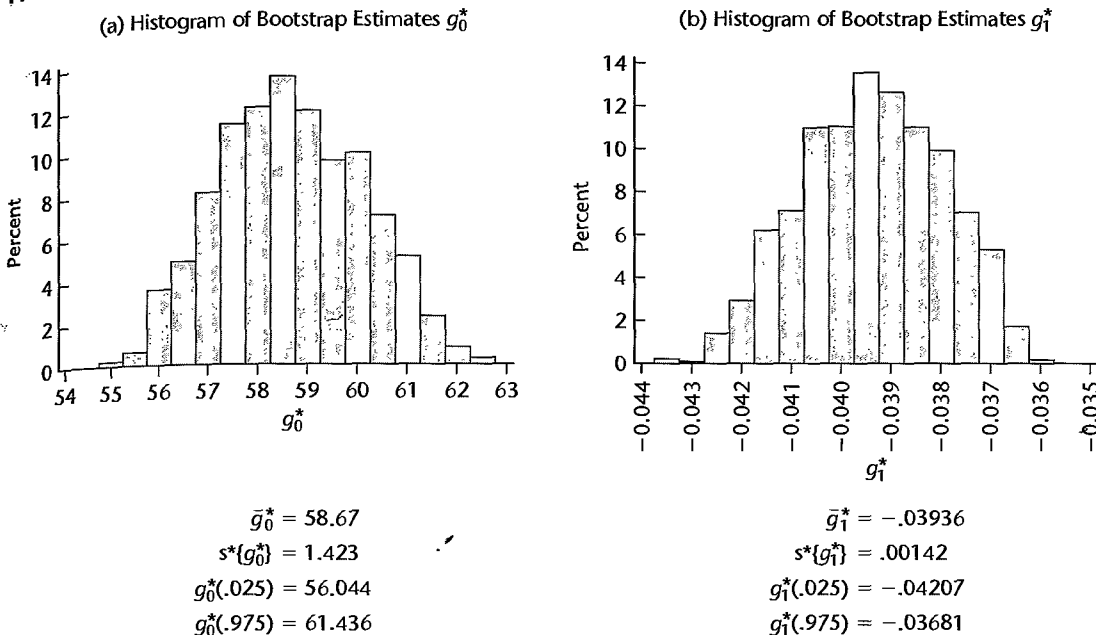 (a) Histogram of Bootstrap Estimates g₀*
14
12
10
8
6
4
2
0
Percent
54 55 56 57 58 59 60 61 62 63
g₀*
ḡ₀* = 58.67
s*{g₀*} = 1.423
g₀*(.025) = 56.044
g₀*(.975) = 61.436
(b) Histogram of Bootstrap Estimates g₁*
14
12
10
8
6
4
2
0
Percent
−0.044 −0.043 −0.042 −0.041 −0.040 −0.039 −0.038 −0.037 −0.036 −0.035
g₁*
ḡ₁* = −.03936
s*{g₁*} = .00142
g₁*(.025) = −.04207
g₁*(.975) = −.03681